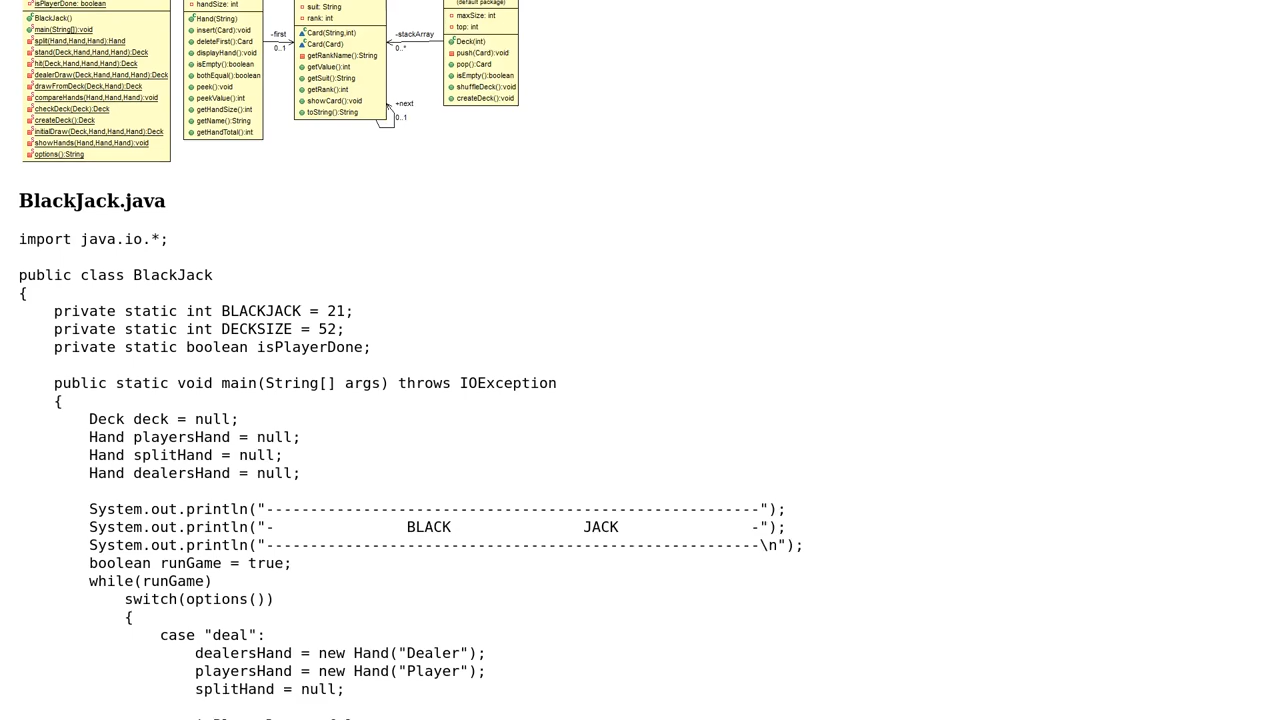 isPlayerDone: boolean
BlackJack()
main(String[]):void
split(Hand,Hand,Hand):Hand
stand(Deck,Hand,Hand,Hand):Deck
hit(Deck,Hand,Hand,Hand):Deck
dealerDraw(Deck,Hand,Hand,Hand):Deck
drawFromDeck(Deck,Hand):Deck
compareHands(Hand,Hand,Hand):void
checkDeck(Deck):Deck
createDeck():Deck
initialDraw(Deck,Hand,Hand,Hand):Deck
showHands(Hand,Hand,Hand):void
options():String
handSize: int
Hand(String)
insert(Card):void
deleteFirst():Card
displayHand():void
isEmpty():boolean
bothEqual():boolean
peek():void
peekValue():int
getHandSize():int
getName():String
getHandTotal():int
-first
0..1
suit: String
rank: int
Card(String,int)
Card(Card)
getRankName():String
getValue():int
getSuit():String
getRank():int
showCard():void
toString():String
-stackArray
0..*
+next
0..1
(default package)
maxSize: int
top: int
Deck(int)
push(Card):void
pop():Card
isEmpty():boolean
shuffleDeck():void
createDeck():void
BlackJack.java
import java.io.*;
public class BlackJack
{
    private static int BLACKJACK = 21;
    private static int DECKSIZE = 52;
    private static boolean isPlayerDone;
    public static void main(String[] args) throws IOException
    {
        Deck deck = null;
        Hand playersHand = null;
        Hand splitHand = null;
        Hand dealersHand = null;
        System.out.println("--------------------------------------------------------");
        System.out.println("-               BLACK               JACK               -");
        System.out.println("--------------------------------------------------------\n");
        boolean runGame = true;
        while(runGame)
            switch(options())
            {
                case "deal":
                    dealersHand = new Hand("Dealer");
                    playersHand = new Hand("Player");
                    splitHand = null;